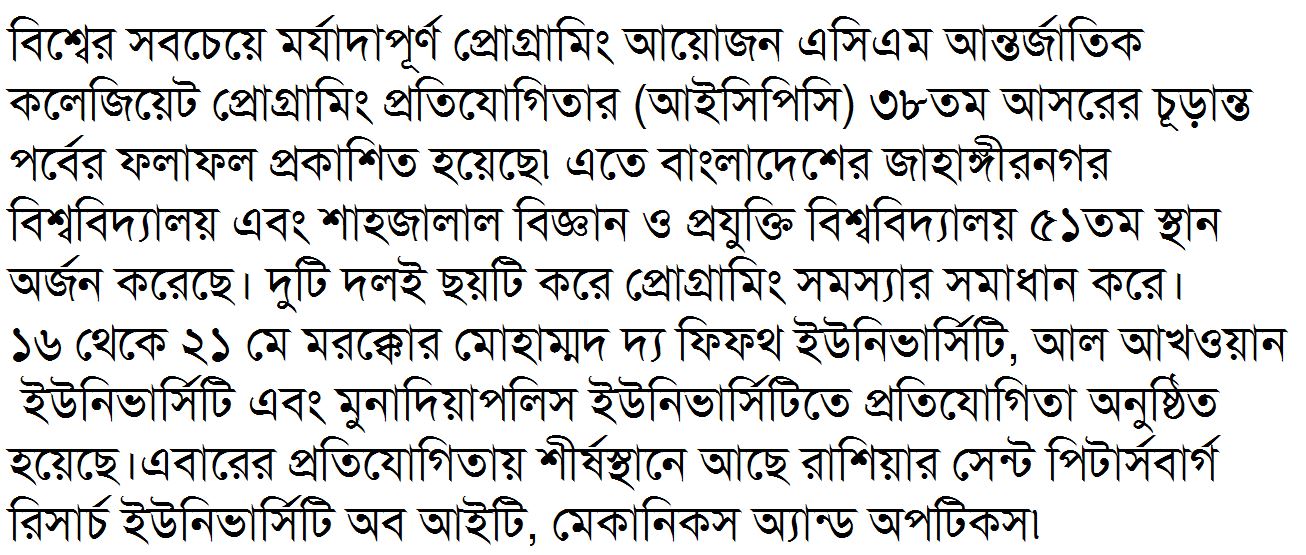 বিশ্বের সবচেয়ে মর্যাদাপূর্ণ প্রোগ্রামিং আয়োজন এসিএম আন্তর্জাতিক
কলেজিয়েট প্রোগ্রামিং প্রতিযোগিতার (আইসিপিসি) ৩৮তম আসরের চূড়ান্ত
পর্বের ফলাফল প্রকাশিত হয়েছে৷ এতে বাংলাদেশের জাহাঙ্গীরনগর
বিশ্ববিদ্যালয় এবং শাহজালাল বিজ্ঞান ও প্রযুক্তি বিশ্ববিদ্যালয় ৫১তম স্থান
অর্জন করেছে। দুটি দলই ছয়টি করে প্রোগ্রামিং সমস্যার সমাধান করে।
১৬ থেকে ২১ মে মরক্কোর মোহাম্মদ দ্য ফিফথ ইউনিভার্সিটি, আল আখওয়ান
ইউনিভার্সিটি এবং মুনাদিয়াপলিস ইউনিভার্সিটিতে প্রতিযোগিতা অনুষ্ঠিত
হয়েছে।এবারের প্রতিযোগিতায় শীর্ষস্থানে আছে রাশিয়ার সেন্ট পিটার্সবার্গ
রিসার্চ ইউনিভার্সিটি অব আইটি, মেকানিকস অ্যান্ড অপটিকস৷